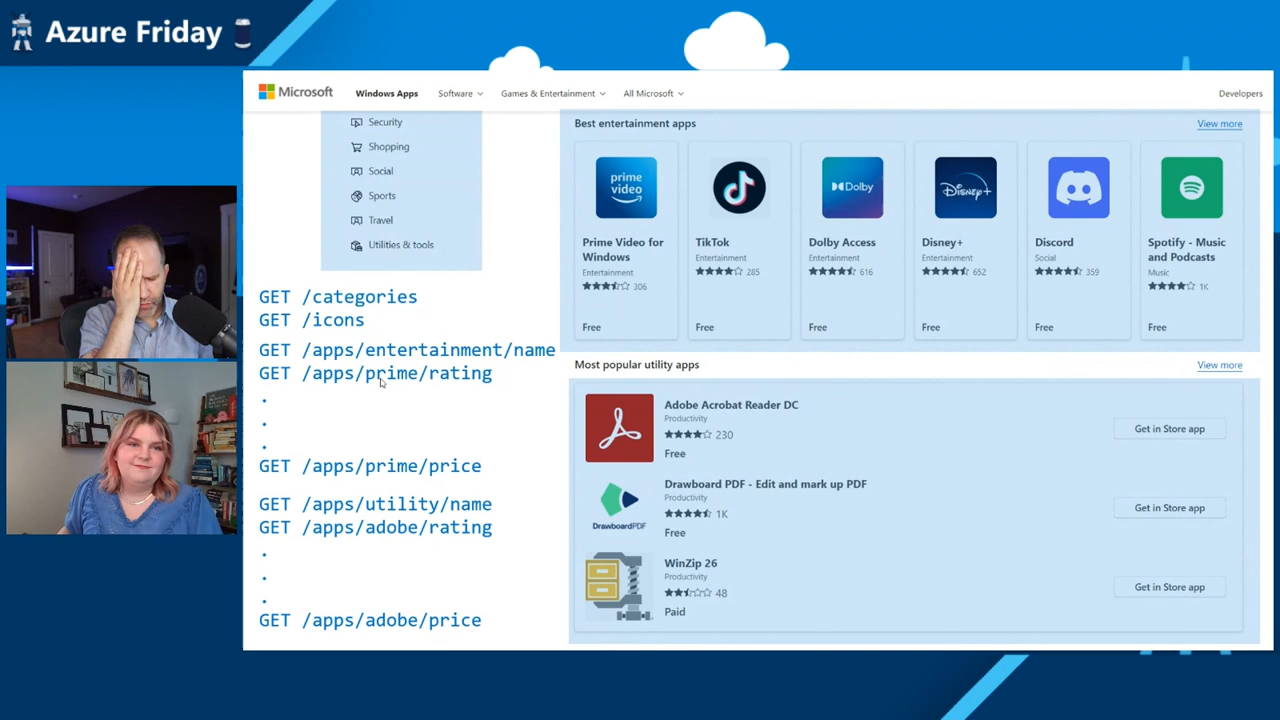 Azure Friday
Microsoft
Windows Apps
Software
Games & Entertainment
All Microsoft
Developers
Security
Shopping
Social
Sports
Travel
Utilities & tools
GET /categories
GET /icons
GET /apps/entertainment/name
GET /apps/prime/rating
.
.
.
GET /apps/prime/price
GET /apps/utility/name
GET /apps/adobe/rating
.
.
.
GET /apps/adobe/price
Best entertainment apps
View more
prime
video
Prime Video for
Windows
Entertainment
306
Free
TikTok
Entertainment
285
Free
Dolby
Dolby Access
Entertainment
616
Free
Disney+
Disney+
Entertainment
652
Free
Discord
Social
359
Free
Spotify - Music
and Podcasts
Music
1K
Free
Most popular utility apps
View more
Adobe Acrobat Reader DC
Productivity
230
Free
Get in Store app
DrawboardPDF
Drawboard PDF - Edit and mark up PDF
Productivity
1K
Free
Get in Store app
WinZip 26
Productivity
48
Paid
Get in Store app